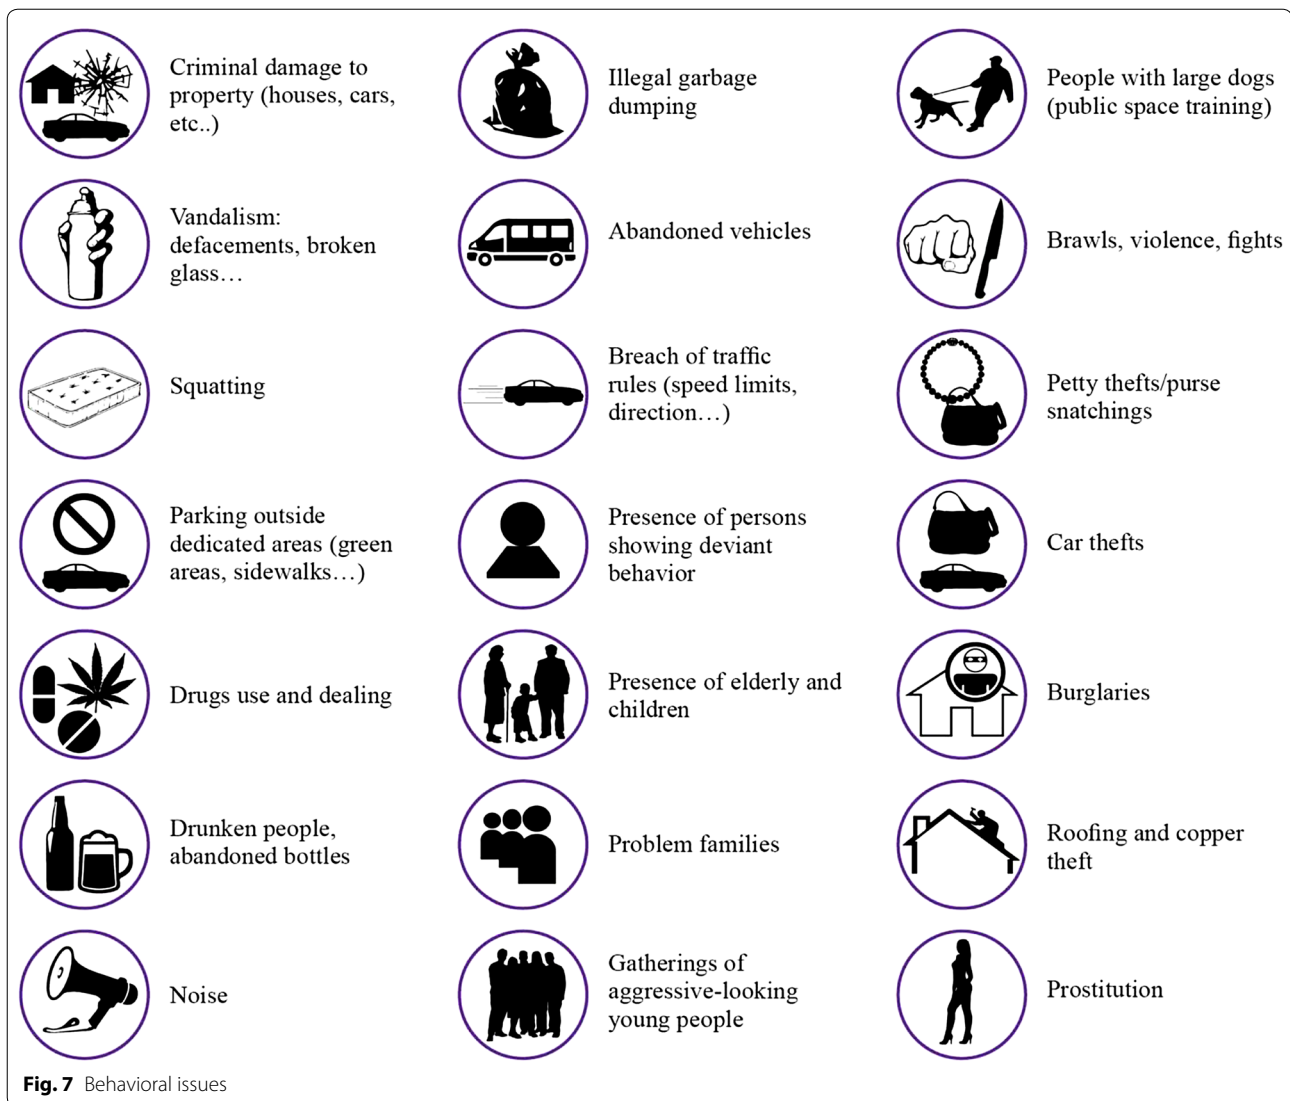 Criminal damage to
property (houses, cars,
etc..)
Vandalism:
defacements, broken
glass…
Squatting
Parking outside
dedicated areas (green
areas, sidewalks…)
Drugs use and dealing
Drunken people,
abandoned bottles
Noise
Illegal garbage
dumping
Abandoned vehicles
Breach of traffic
rules (speed limits,
direction…)
Presence of persons
showing deviant
behavior
Presence of elderly and
children
Problem families
Gatherings of
aggressive-looking
young people
People with large dogs
(public space training)
Brawls, violence, fights
Petty thefts/purse
snatchings
Car thefts
Burglaries
Roofing and copper
theft
Prostitution
Fig. 7 Behavioral issues